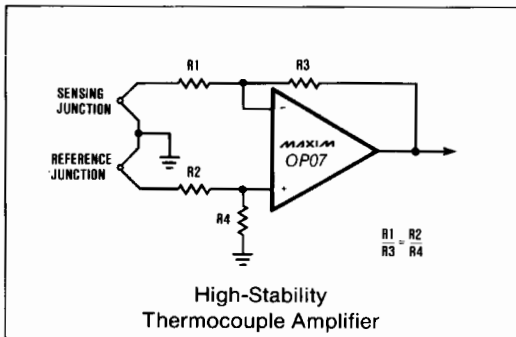 R1
R3
SENSING
JUNCTION
-
MAXIM
OP07
REFERENCE
JUNCTION
R2
+
R4
R1 = R2
R3 R4
High-Stability
Thermocouple Amplifier